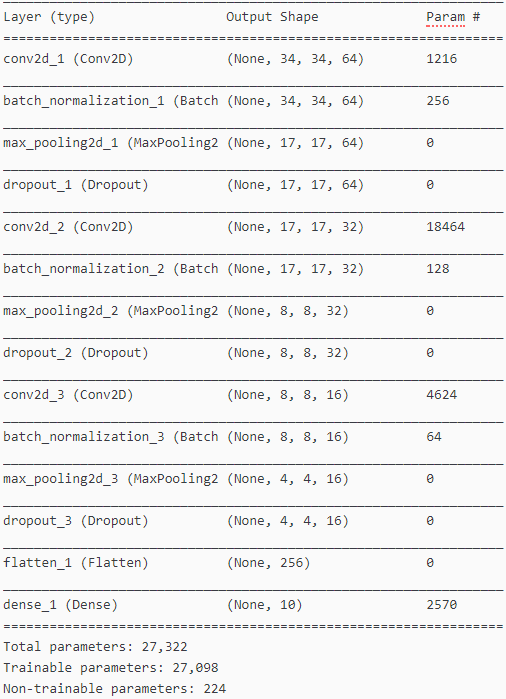 Layer (type) Output Shape Param #
conv2d_1 (Conv2D) (None, 34, 34, 64) 1216
batch_normalization_1 (Batch (None, 34, 34, 64) 256
max_pooling2d_1 (MaxPooling2 (None, 17, 17, 64) 0
dropout_1 (Dropout) (None, 17, 17, 64) 0
conv2d_2 (Conv2D) (None, 17, 17, 32) 18464
batch_normalization_2 (Batch (None, 17, 17, 32) 128
max_pooling2d_2 (MaxPooling2 (None, 8, 8, 32) 0
dropout_2 (Dropout) (None, 8, 8, 32) 0
conv2d_3 (Conv2D) (None, 8, 8, 16) 4624
batch_normalization_3 (Batch (None, 8, 8, 16) 64
max_pooling2d_3 (MaxPooling2 (None, 4, 4, 16) 0
dropout_3 (Dropout) (None, 4, 4, 16) 0
flatten_1 (Flatten) (None, 256) 0
dense_1 (Dense) (None, 10) 2570
Total parameters: 27,322
Trainable parameters: 27,098
Non-trainable parameters: 224